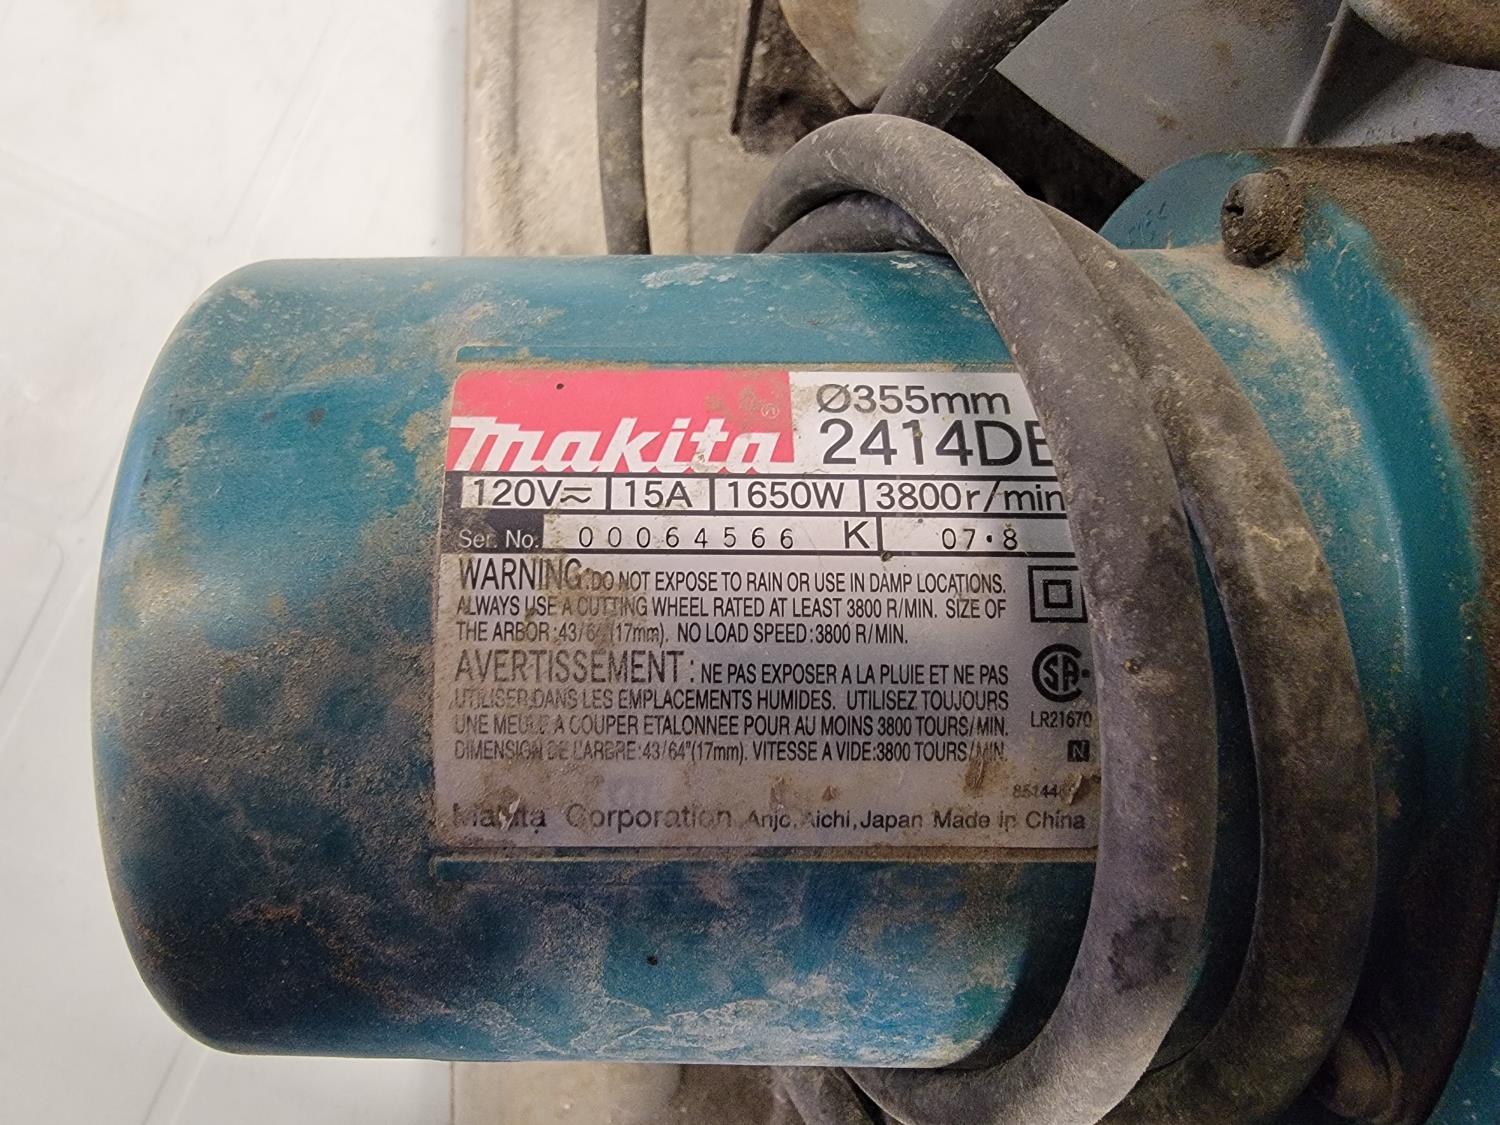 makita®
Ø355mm
2414D
120V≂ 15A 1650W 3800r/min
Ser. No. 00064566 K 07·8
WARNING: DO NOT EXPOSE TO RAIN OR USE IN DAMP LOCATIONS.
ALWAYS USE A CUTTING WHEEL RATED AT LEAST 3800 R/MIN. SIZE OF
THE ARBOR :43/64"(17mm). NO LOAD SPEED:3800 R/MIN.
AVERTISSEMENT : NE PAS EXPOSER A LA PLUIE ET NE PAS
UTILISER DANS LES EMPLACEMENTS HUMIDES. UTILISEZ TOUJOURS
UNE MEULE A COUPER ETALONNEE POUR AU MOINS 3800 TOURS/MIN.
DIMENSION DE L'ARBRE:43/64"(17mm). VITESSE A VIDE:3800 TOURS/MIN.
SA
LR21670
N
Makita Corporation Anjo, Aichi, Japan Made in China